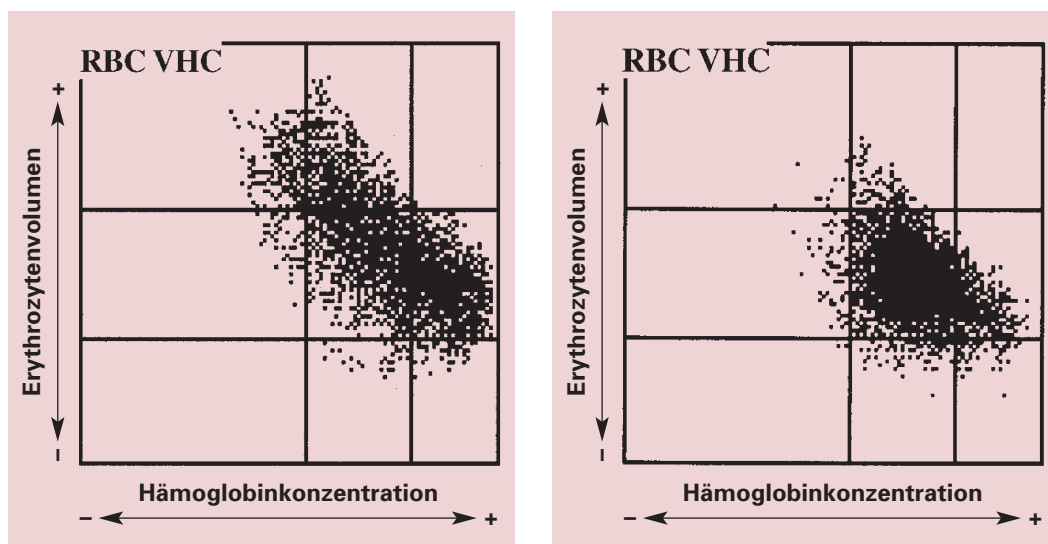 RBC VHC
+
Erythrozytenvolumen
–
Hämoglobinkonzentration
– +
RBC VHC
+
Erythrozytenvolumen
–
Hämoglobinkonzentration
– +